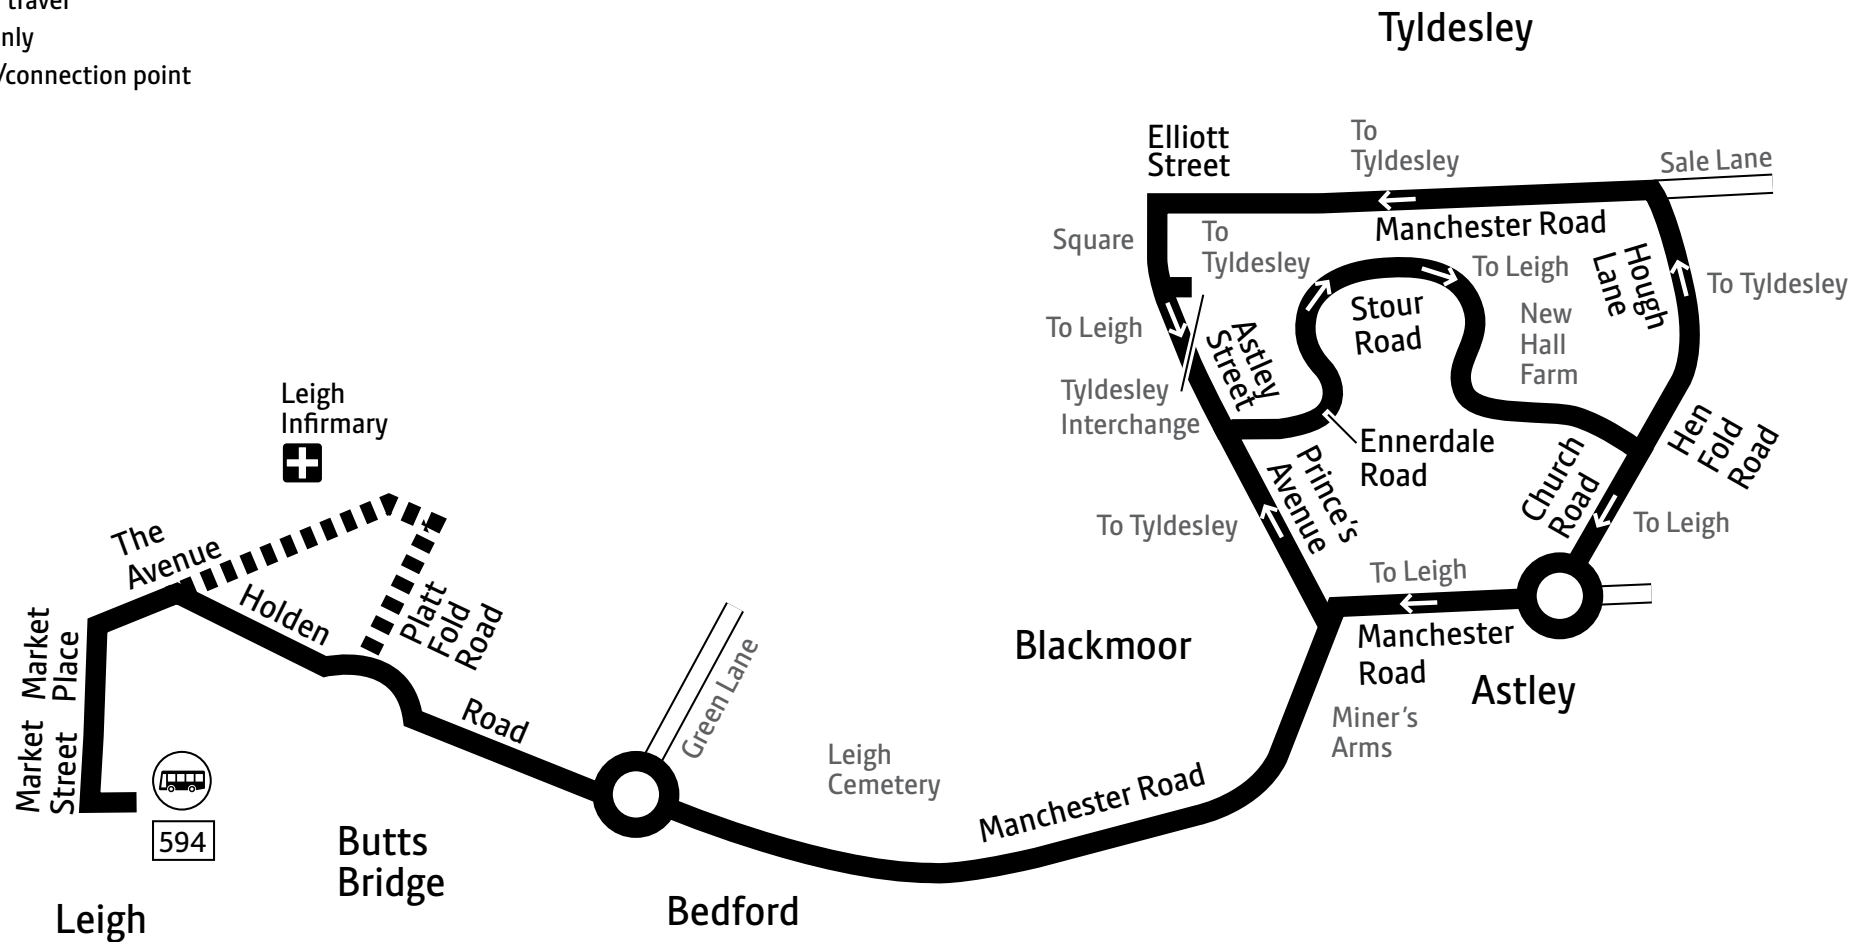 travel
nly
/connection point
Tyldesley
Elliott
Street
To
Tyldesley
Sale Lane
Square
To
Tyldesley
Manchester Road
To Leigh
Hough
Lane
To Tyldesley
To Leigh
Astley
Street
Stour
Road
New
Hall
Farm
Tyldesley
Interchange
Leigh
Infirmary
Ennerdale
Road
Hen
Fold
Road
Prince's
Avenue
Church
Road
To Tyldesley
To Leigh
The
Avenue
Holden
Platt
Fold
Road
To Leigh
Market
Place
Green Lane
Blackmoor
Manchester
Road
Astley
Road
Miner's
Arms
Market
Street
Leigh
Cemetery
Manchester Road
594
Butts
Bridge
Leigh
Bedford